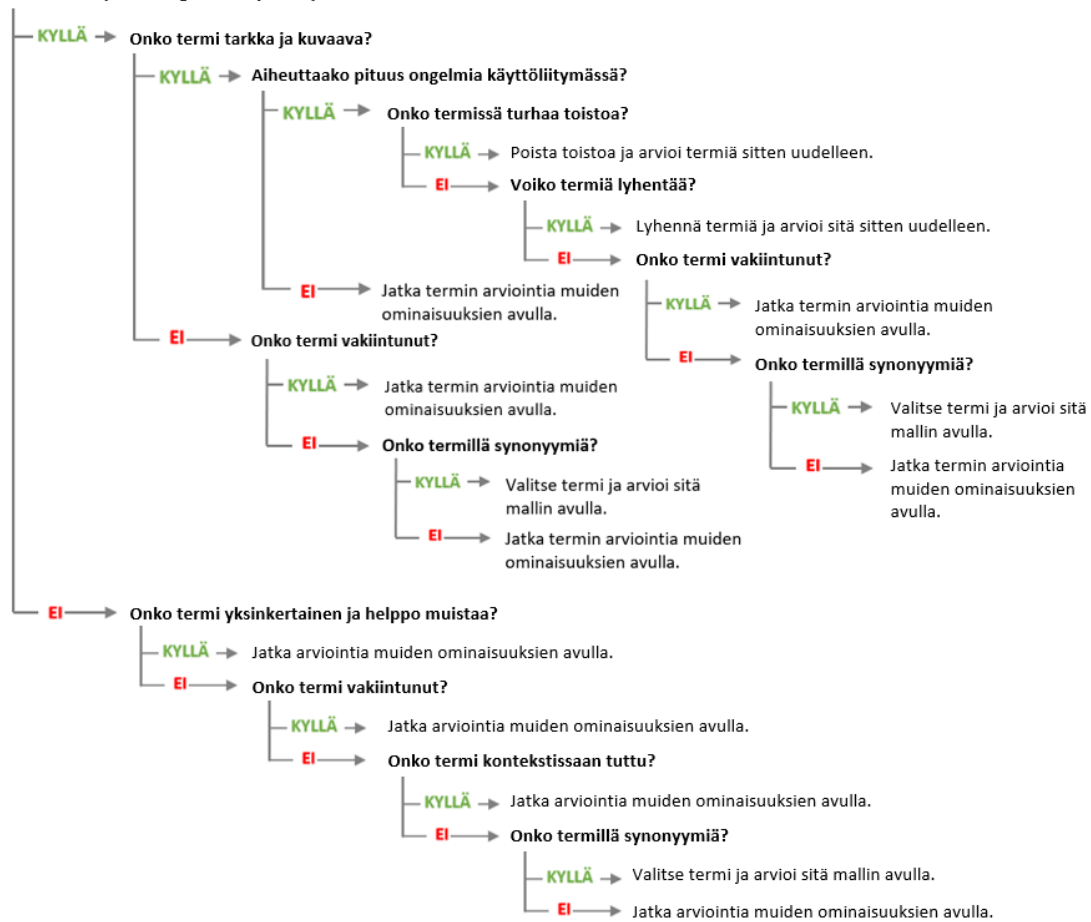 KYLLÄ Onko termi tarkka ja kuvaava?
KYLLÄ Aiheuttaako pituus ongelmia käyttöliitymässä?
KYLLÄ Onko termissä turhaa toistoa?
KYLLÄ Poista toistoa ja arvioi termiä sitten uudelleen.
EI Voiko termiä lyhentää?
KYLLÄ Lyhennä termiä ja arvioi sitä sitten uudelleen.
EI Onko termi vakiintunut?
KYLLÄ Jatka termin arviointia muiden
ominaisuuksien avulla.
EI Onko termillä synonyymiä?
KYLLÄ Valitse termi ja arvioi sitä
mallin avulla.
EI Jatka termin arviointia
muiden ominaisuuksien
avulla.
EI Jatka termin arviointia muiden
ominaisuuksien avulla.
EI Onko termi vakiintunut?
KYLLÄ Jatka termin arviointia muiden
ominaisuuksien avulla.
EI Onko termillä synonyymiä?
KYLLÄ Valitse termi ja arvioi sitä
mallin avulla.
EI Jatka termin arviointia muiden
ominaisuuksien avulla.
EI Onko termi yksinkertainen ja helppo muistaa?
KYLLÄ Jatka arviointia muiden ominaisuuksien avulla.
EI Onko termi vakiintunut?
KYLLÄ Jatka arviointia muiden ominaisuuksien avulla.
EI Onko termi kontekstissaan tuttu?
KYLLÄ Jatka arviointia muiden ominaisuuksien avulla.
EI Onko termillä synonyymiä?
KYLLÄ Valitse termi ja arvioi sitä mallin avulla.
EI Jatka arviointia muiden ominaisuuksien avulla.